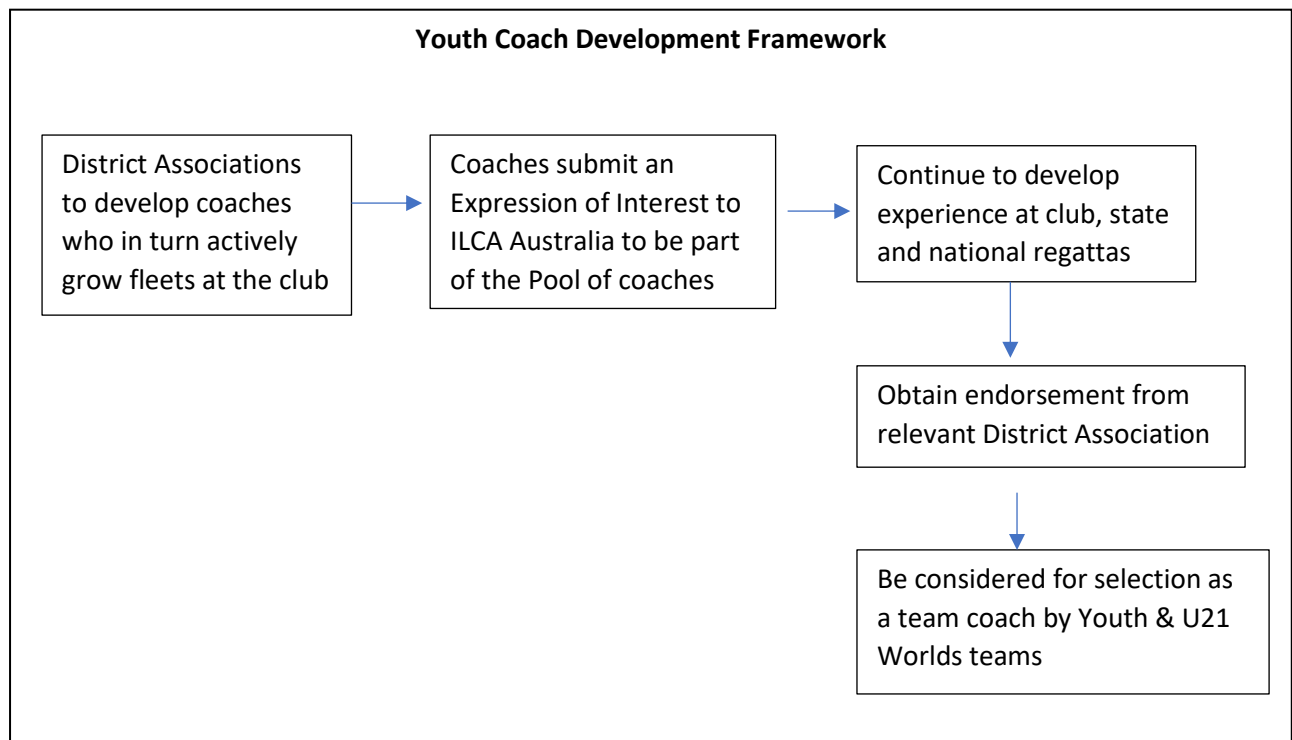 Youth Coach Development Framework
District Associations
to develop coaches
who in turn actively
grow fleets at the club
Coaches submit an
Expression of Interest to
ILCA Australia to be part
of the Pool of coaches
Continue to develop
experience at club, state
and national regattas
Obtain endorsement from
relevant District Association
Be considered for selection as
a team coach by Youth & U21
Worlds teams